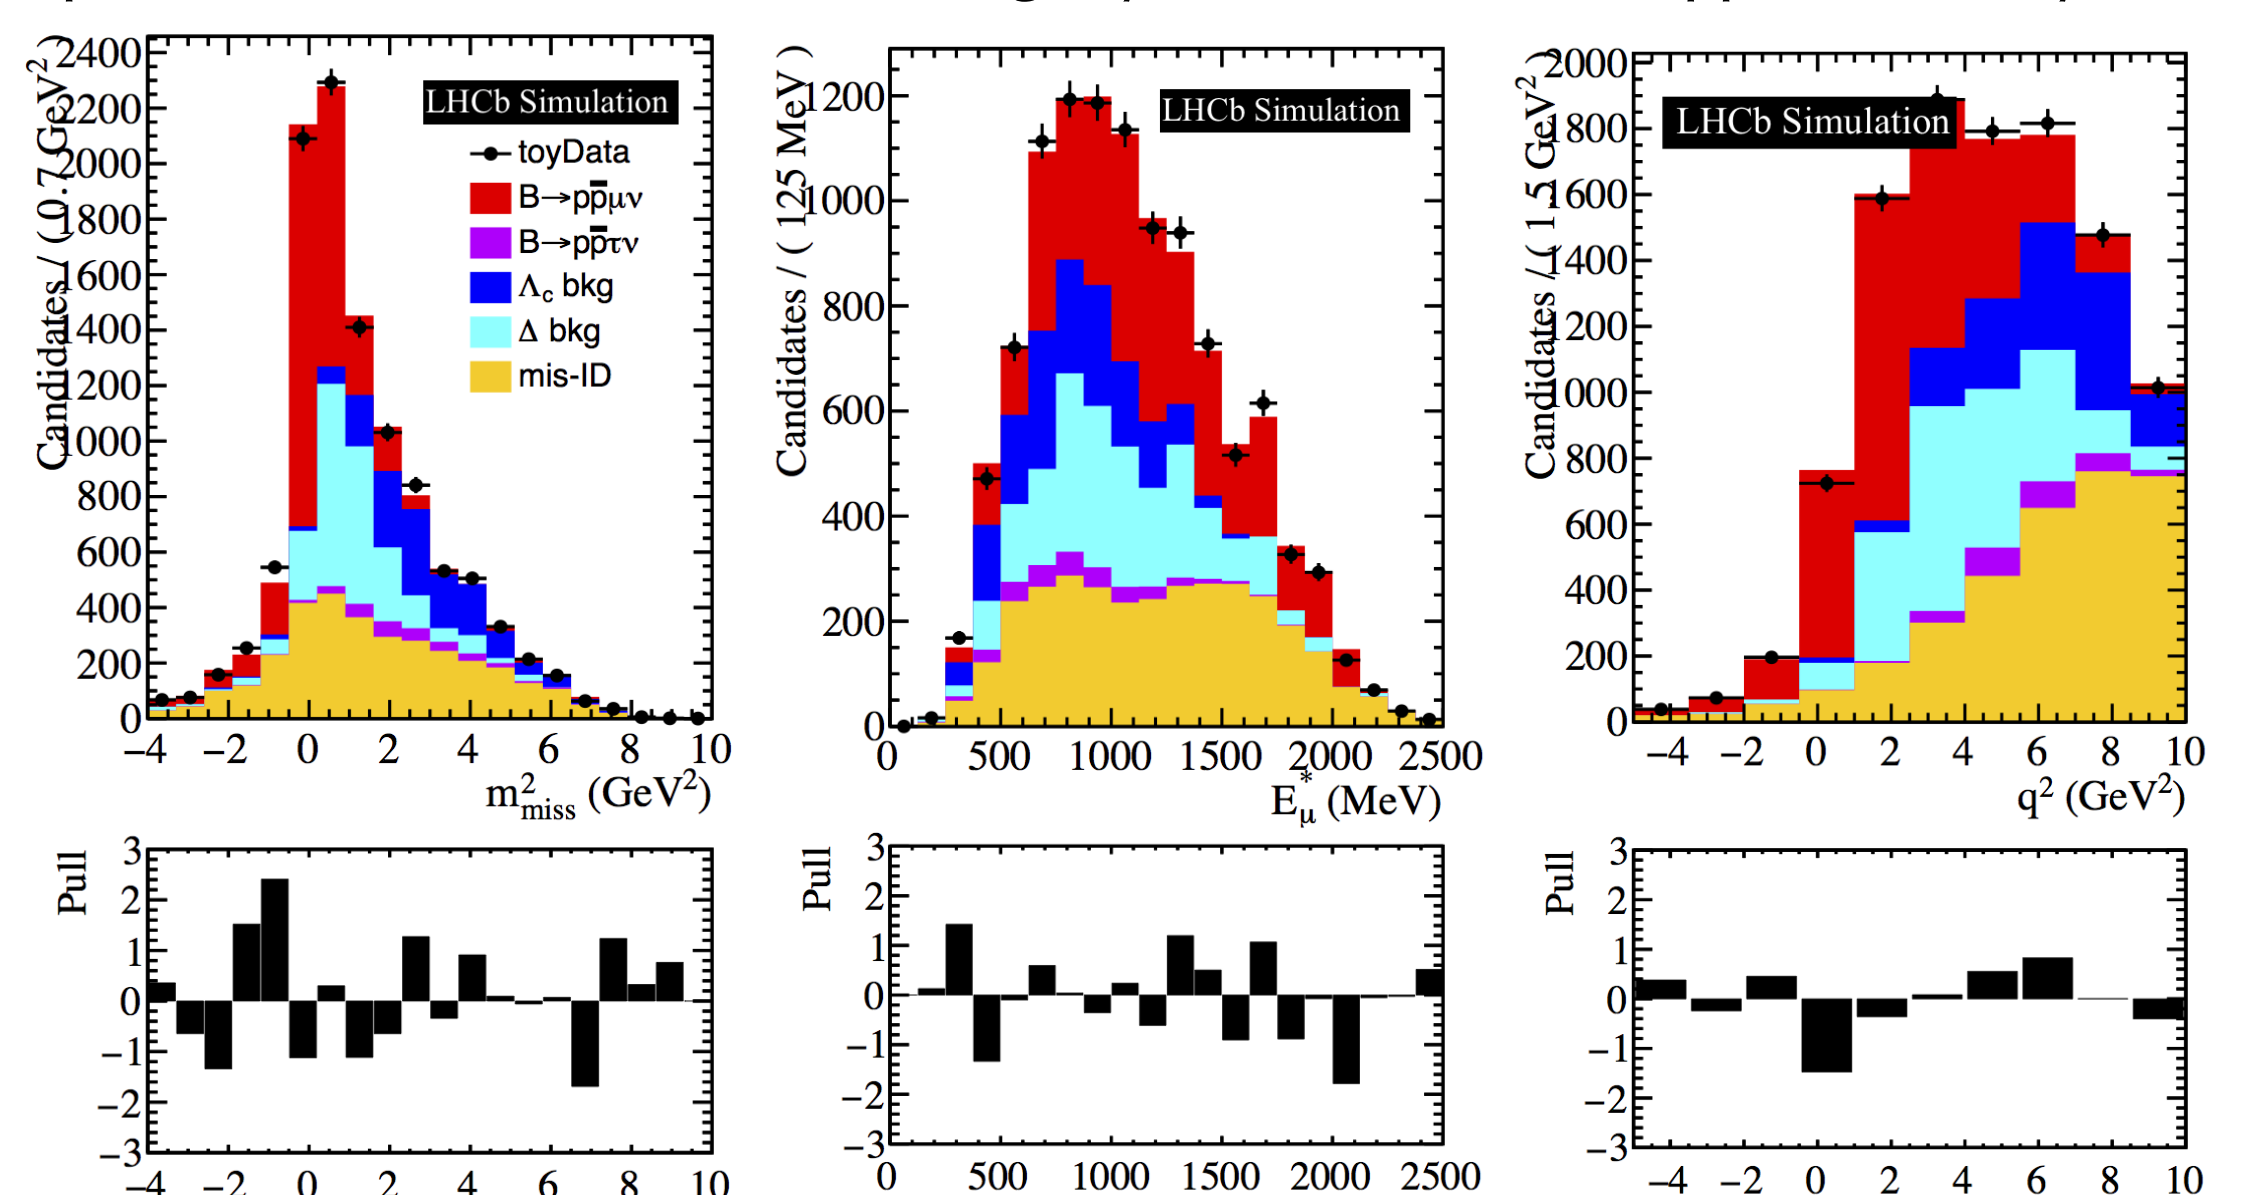 Candidates / ( 0.7 GeV² )
2400
2200
2000
1800
1600
1400
1200
1000
800
600
400
200
0
LHCb Simulation
toyData
B→pp̅μν
B→pp̅τν
Λc bkg
Δ bkg
mis-ID
−4 −2 0 2 4 6 8 10
m²miss (GeV²)
Candidates / ( 125 MeV )
1200
1000
800
600
400
200
0
LHCb Simulation
0 500 1000 1500 2000 2500
E*μ (MeV)
Candidates / ( 1.5 GeV² )
2000
1800
1600
1400
1200
1000
800
600
400
200
0
LHCb Simulation
−4 −2 0 2 4 6 8 10
q² (GeV²)
Pull
3
2
1
0
−1
−2
−3
−4 −2 0 2 4 6 8 10
Pull
3
2
1
0
−1
−2
−3
0 500 1000 1500 2000 2500
Pull
3
2
1
0
−1
−2
−3
−4 −2 0 2 4 6 8 10